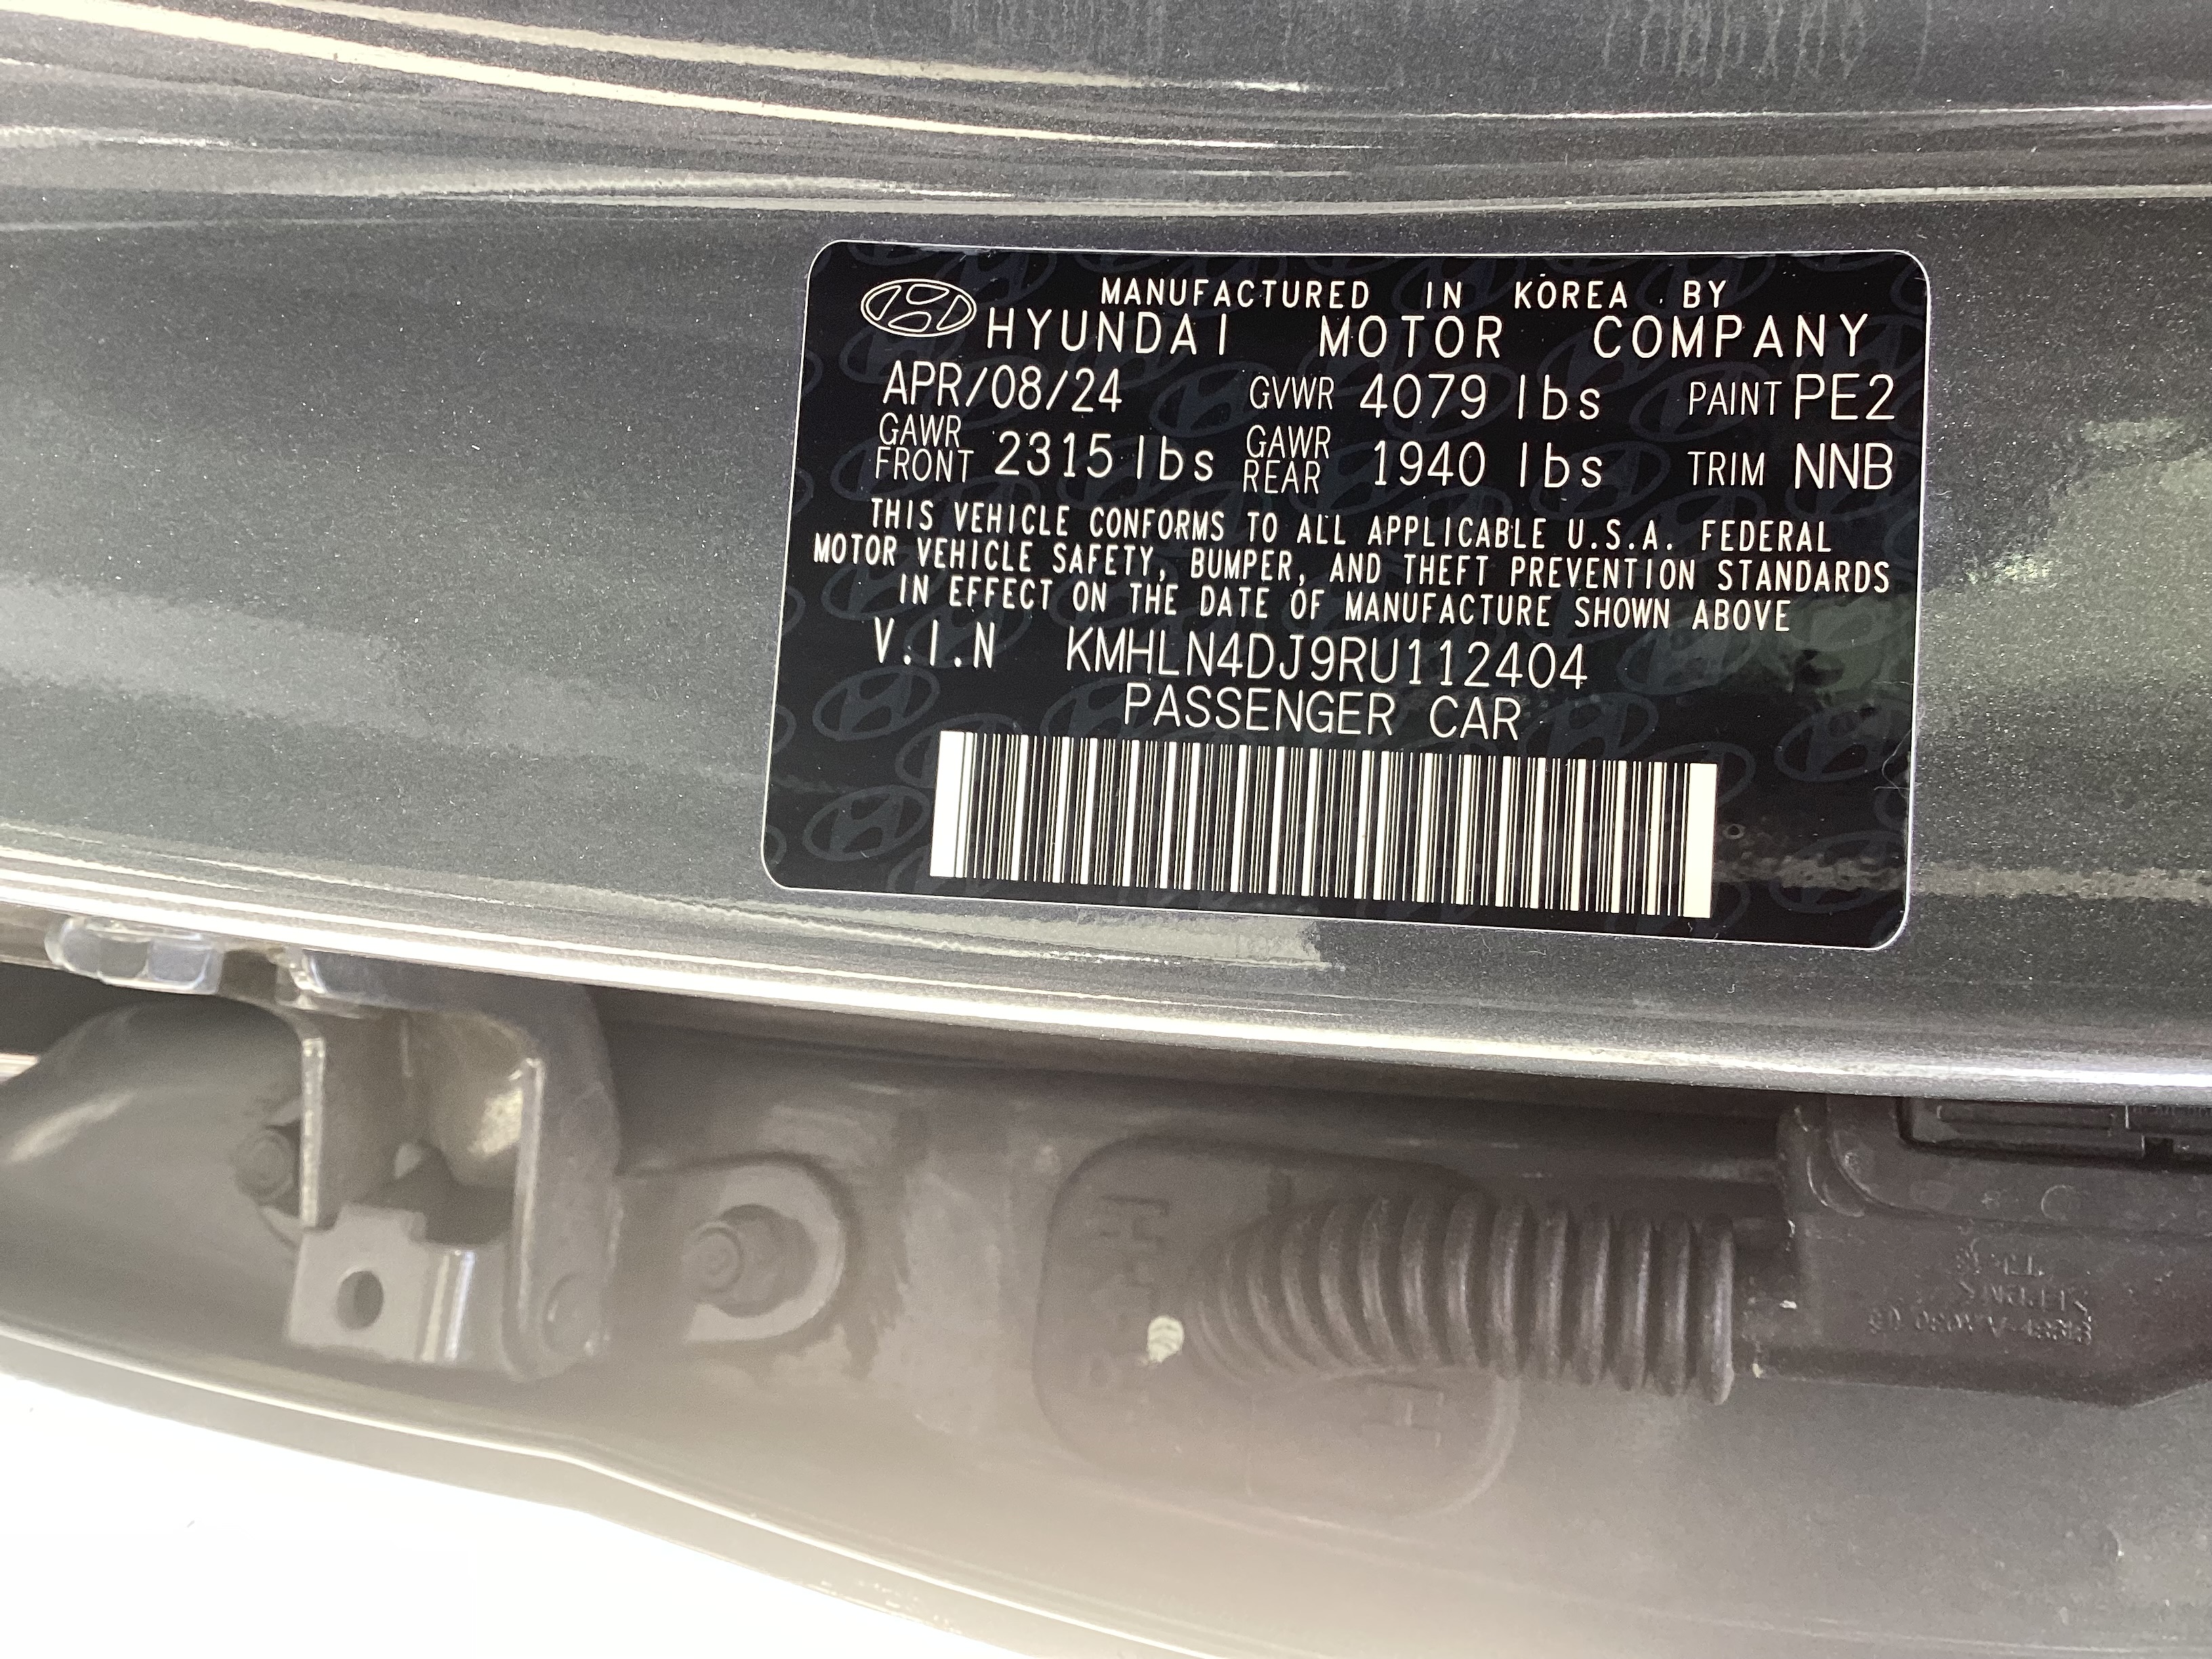 MANUFACTURED IN KOREA BY
HYUNDAI MOTOR COMPANY
APR/08/24 GVWR 4079 lbs PAINT PE2
GAWR FRONT 2315 lbs GAWR REAR 1940 lbs TRIM NNB
THIS VEHICLE CONFORMS TO ALL APPLICABLE U.S.A. FEDERAL
MOTOR VEHICLE SAFETY, BUMPER, AND THEFT PREVENTION STANDARDS
IN EFFECT ON THE DATE OF MANUFACTURE SHOWN ABOVE
V.I.N KMHLN4DJ9RU112404
PASSENGER CAR